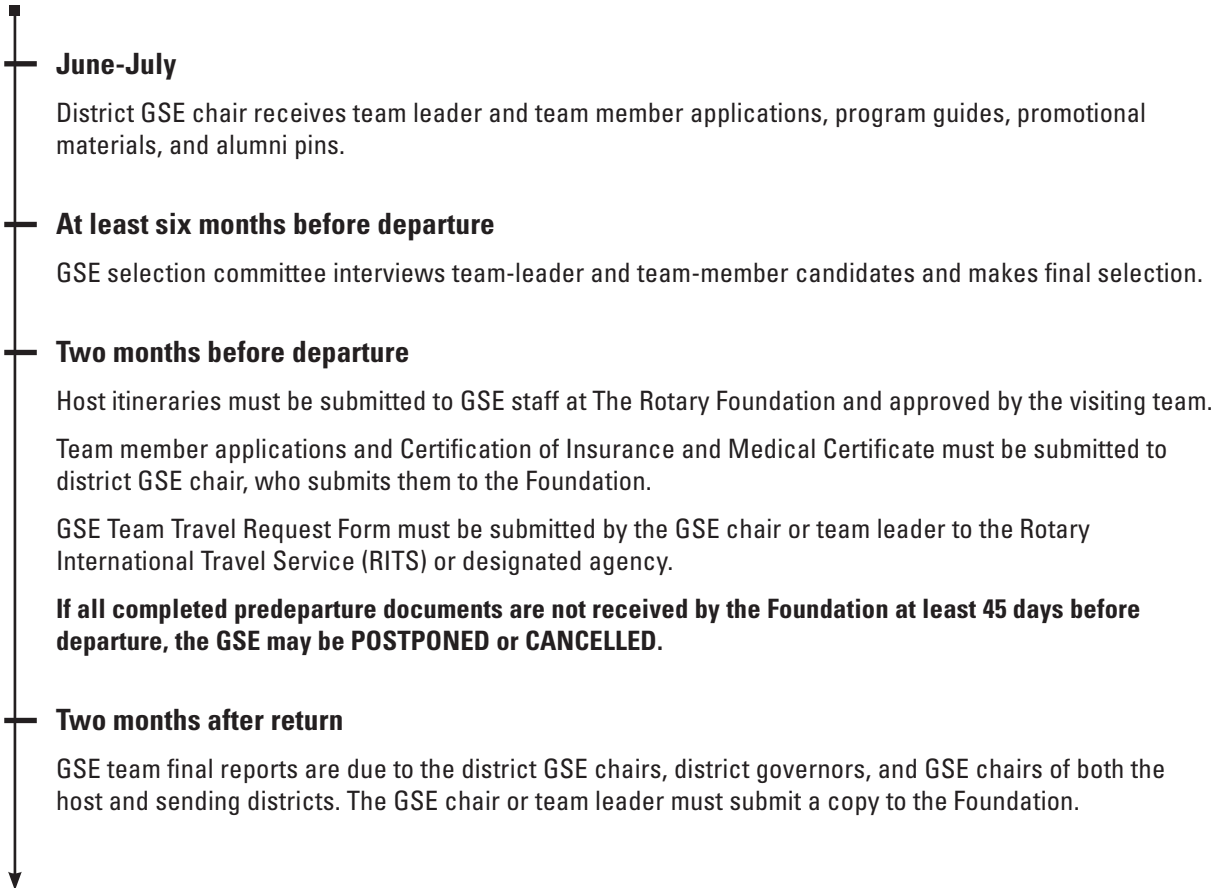 June-July
District GSE chair receives team leader and team member applications, program guides, promotional
materials, and alumni pins.
At least six months before departure
GSE selection committee interviews team-leader and team-member candidates and makes final selection.
Two months before departure
Host itineraries must be submitted to GSE staff at The Rotary Foundation and approved by the visiting team.
Team member applications and Certification of Insurance and Medical Certificate must be submitted to
district GSE chair, who submits them to the Foundation.
GSE Team Travel Request Form must be submitted by the GSE chair or team leader to the Rotary
International Travel Service (RITS) or designated agency.
If all completed predeparture documents are not received by the Foundation at least 45 days before
departure, the GSE may be POSTPONED or CANCELLED.
Two months after return
GSE team final reports are due to the district GSE chairs, district governors, and GSE chairs of both the
host and sending districts. The GSE chair or team leader must submit a copy to the Foundation.